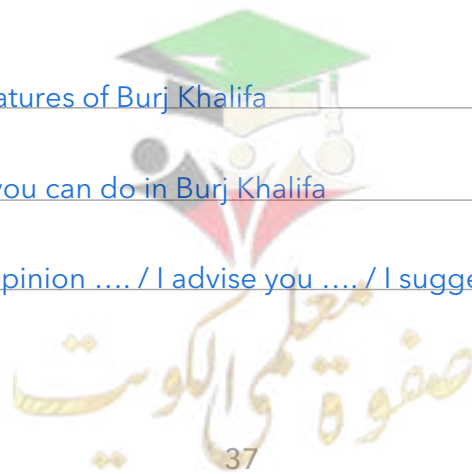 atures of Burj Khalifa
you can do in Burj Khalifa
pinion .... / I advise you .... / I sugge
صفوة معلمي الكويت
37